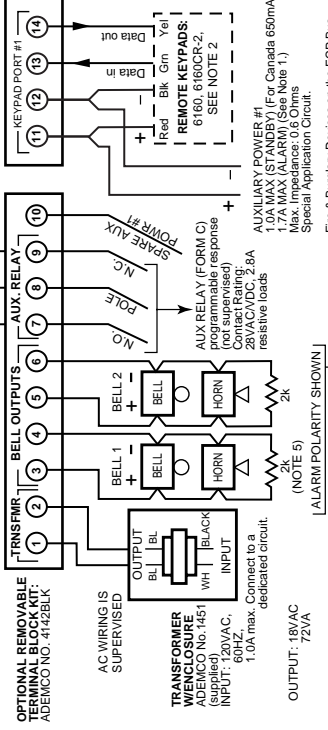 OPTIONAL REMOVABLE
TERMINAL BLOCK KIT:
ADEMCO NO. 4142BLK
TRNSFMR
BELL OUTPUTS
AUX. RELAY
KEYPAD PORT #1
1
2
3
4
5
6
7
8
9
10
11
12
13
14
AC WIRING IS
SUPERVISED
OUTPUT
BL
BL
WH
BLACK
INPUT
TRANSFORMER
W/ENCLOSURE
ADEMCO No.1451
(supplied)
INPUT: 120VAC,
60HZ,
1.0A max. Connect to a
dedicated circuit.
OUTPUT: 18VAC
72VA
BELL 1
+ –
BELL
HORN
2k
BELL 2
+ –
BELL
HORN
2k
(NOTE 5)
ALARM POLARITY SHOWN
N.O.
POLE
N.C.
SPARE AUX
POWR #1
AUX RELAY (FORM C)
programmable response
(not supervised)
Contact Rating:
28VAC/DC, 2.8A
resistive loads
+ –
Red
Blk
Grn
Yel
Data in
Data out
REMOTE KEYPADS:
6160, 6160CR-2,
SEE NOTE 2
+ –
AUXILIARY POWER #1
1.0A MAX (STANDBY) (For Canada 650mA
1.7A MAX (ALARM) (See Note 1.)
Max. Impedance: 0.6 Ohms
Special Application Circuit.